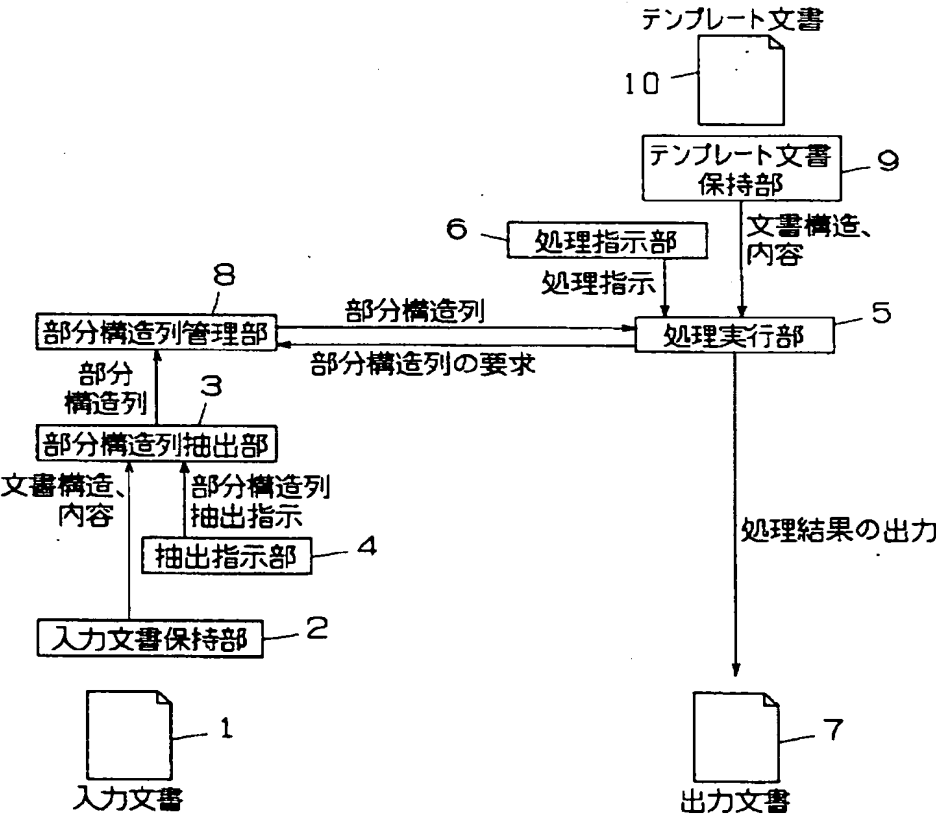 テンプレート文書
10
テンプレート文書
保持部
9
6
処理指示部
文書構造、
内容
処理指示
8
部分構造列
5
部分構造列管理部
処理実行部
部分構造列の要求
部分
構造列
3
部分構造列抽出部
文書構造、
内容
部分構造列
抽出指示
処理結果の出力
抽出指示部
4
入力文書保持部
2
1
7
入力文書
出力文書